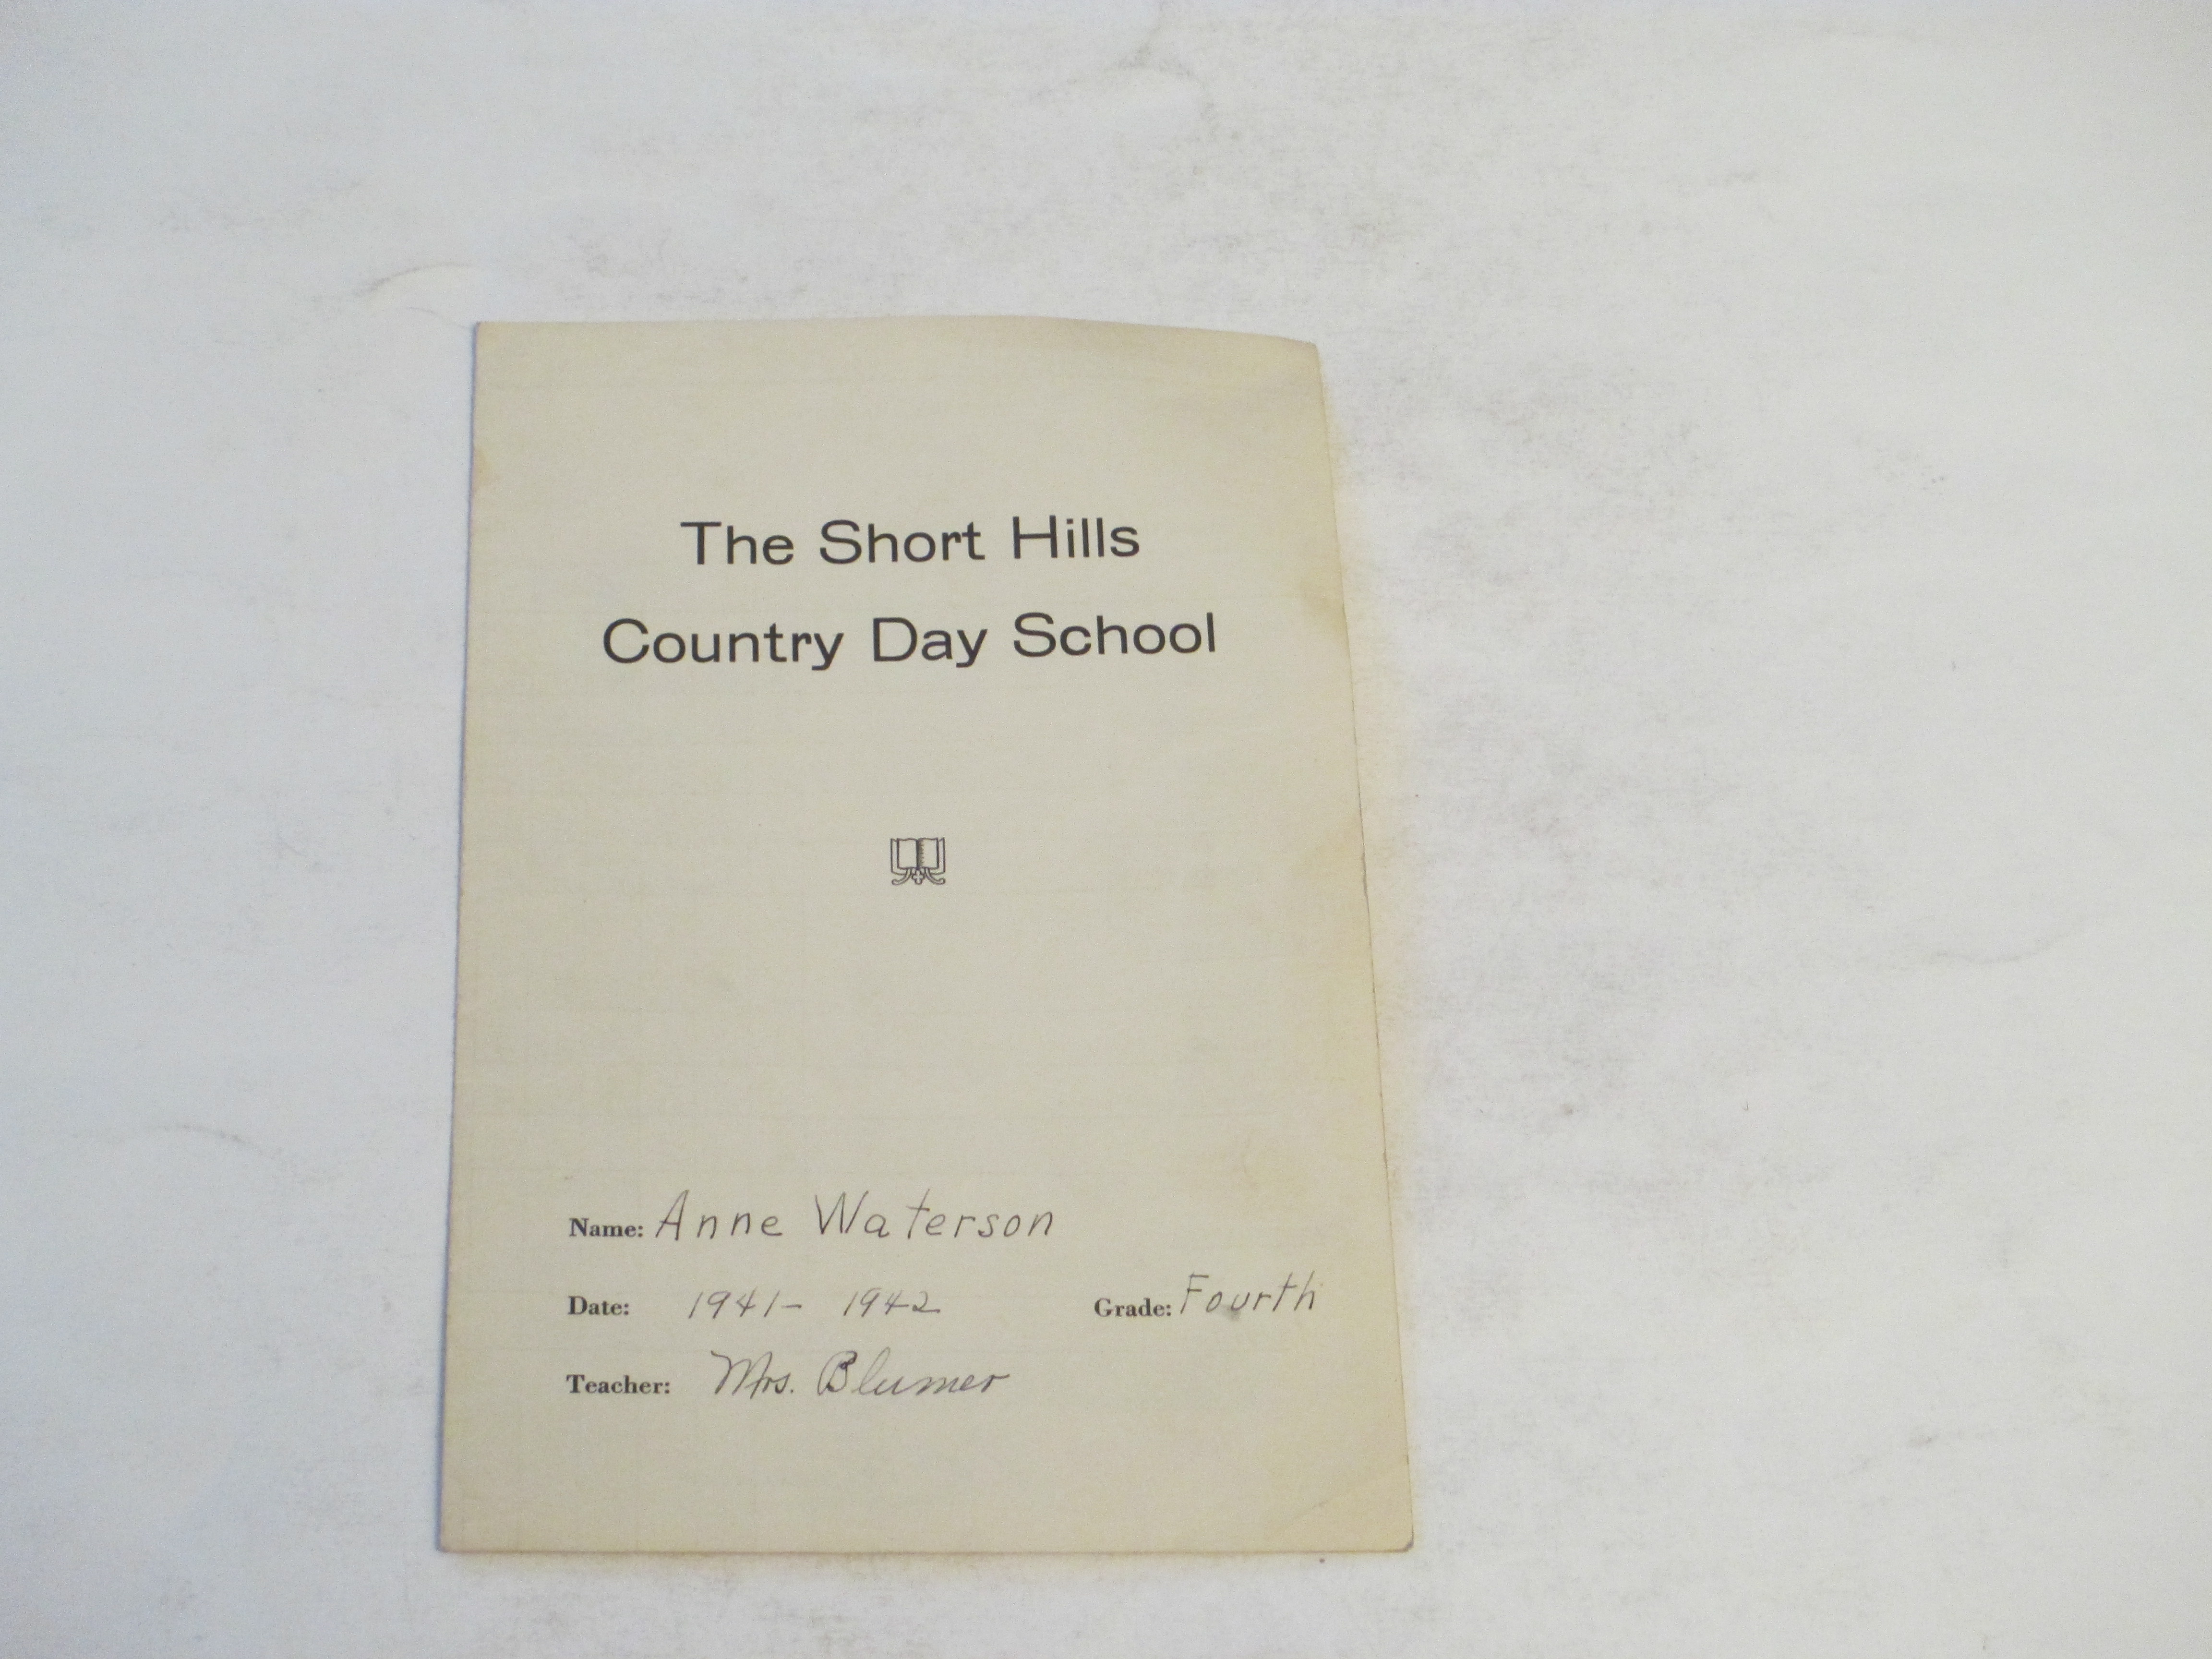 The Short Hills
Country Day School
Name: Anne Waterson
Date: 1941- 1942 Grade: Fourth
Teacher: Mrs. Blumer